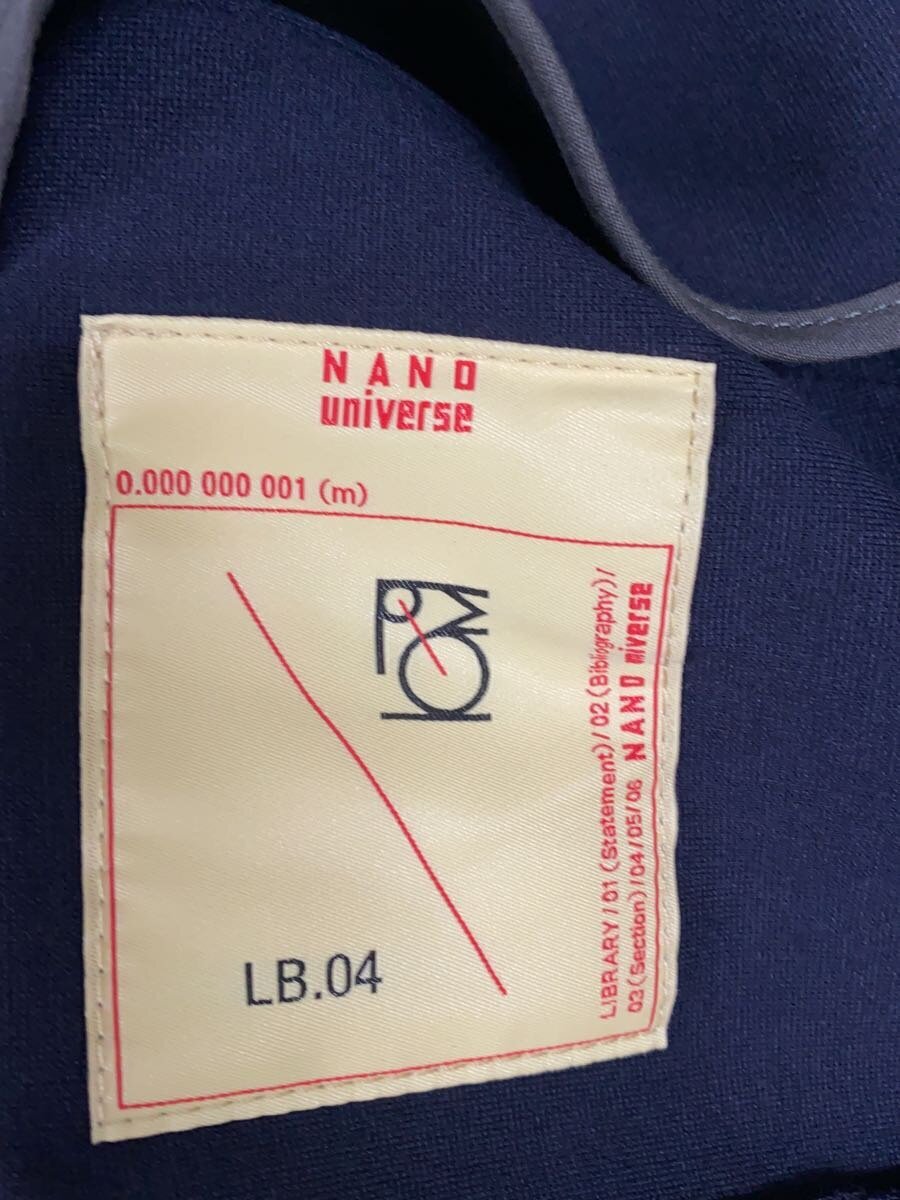 NANO
universe
0.000 000 001 (m)
LB.04
LIBRARY/01(Statement)/02(Bibliography)/
03(Section)/04/05/06 NANO niverse